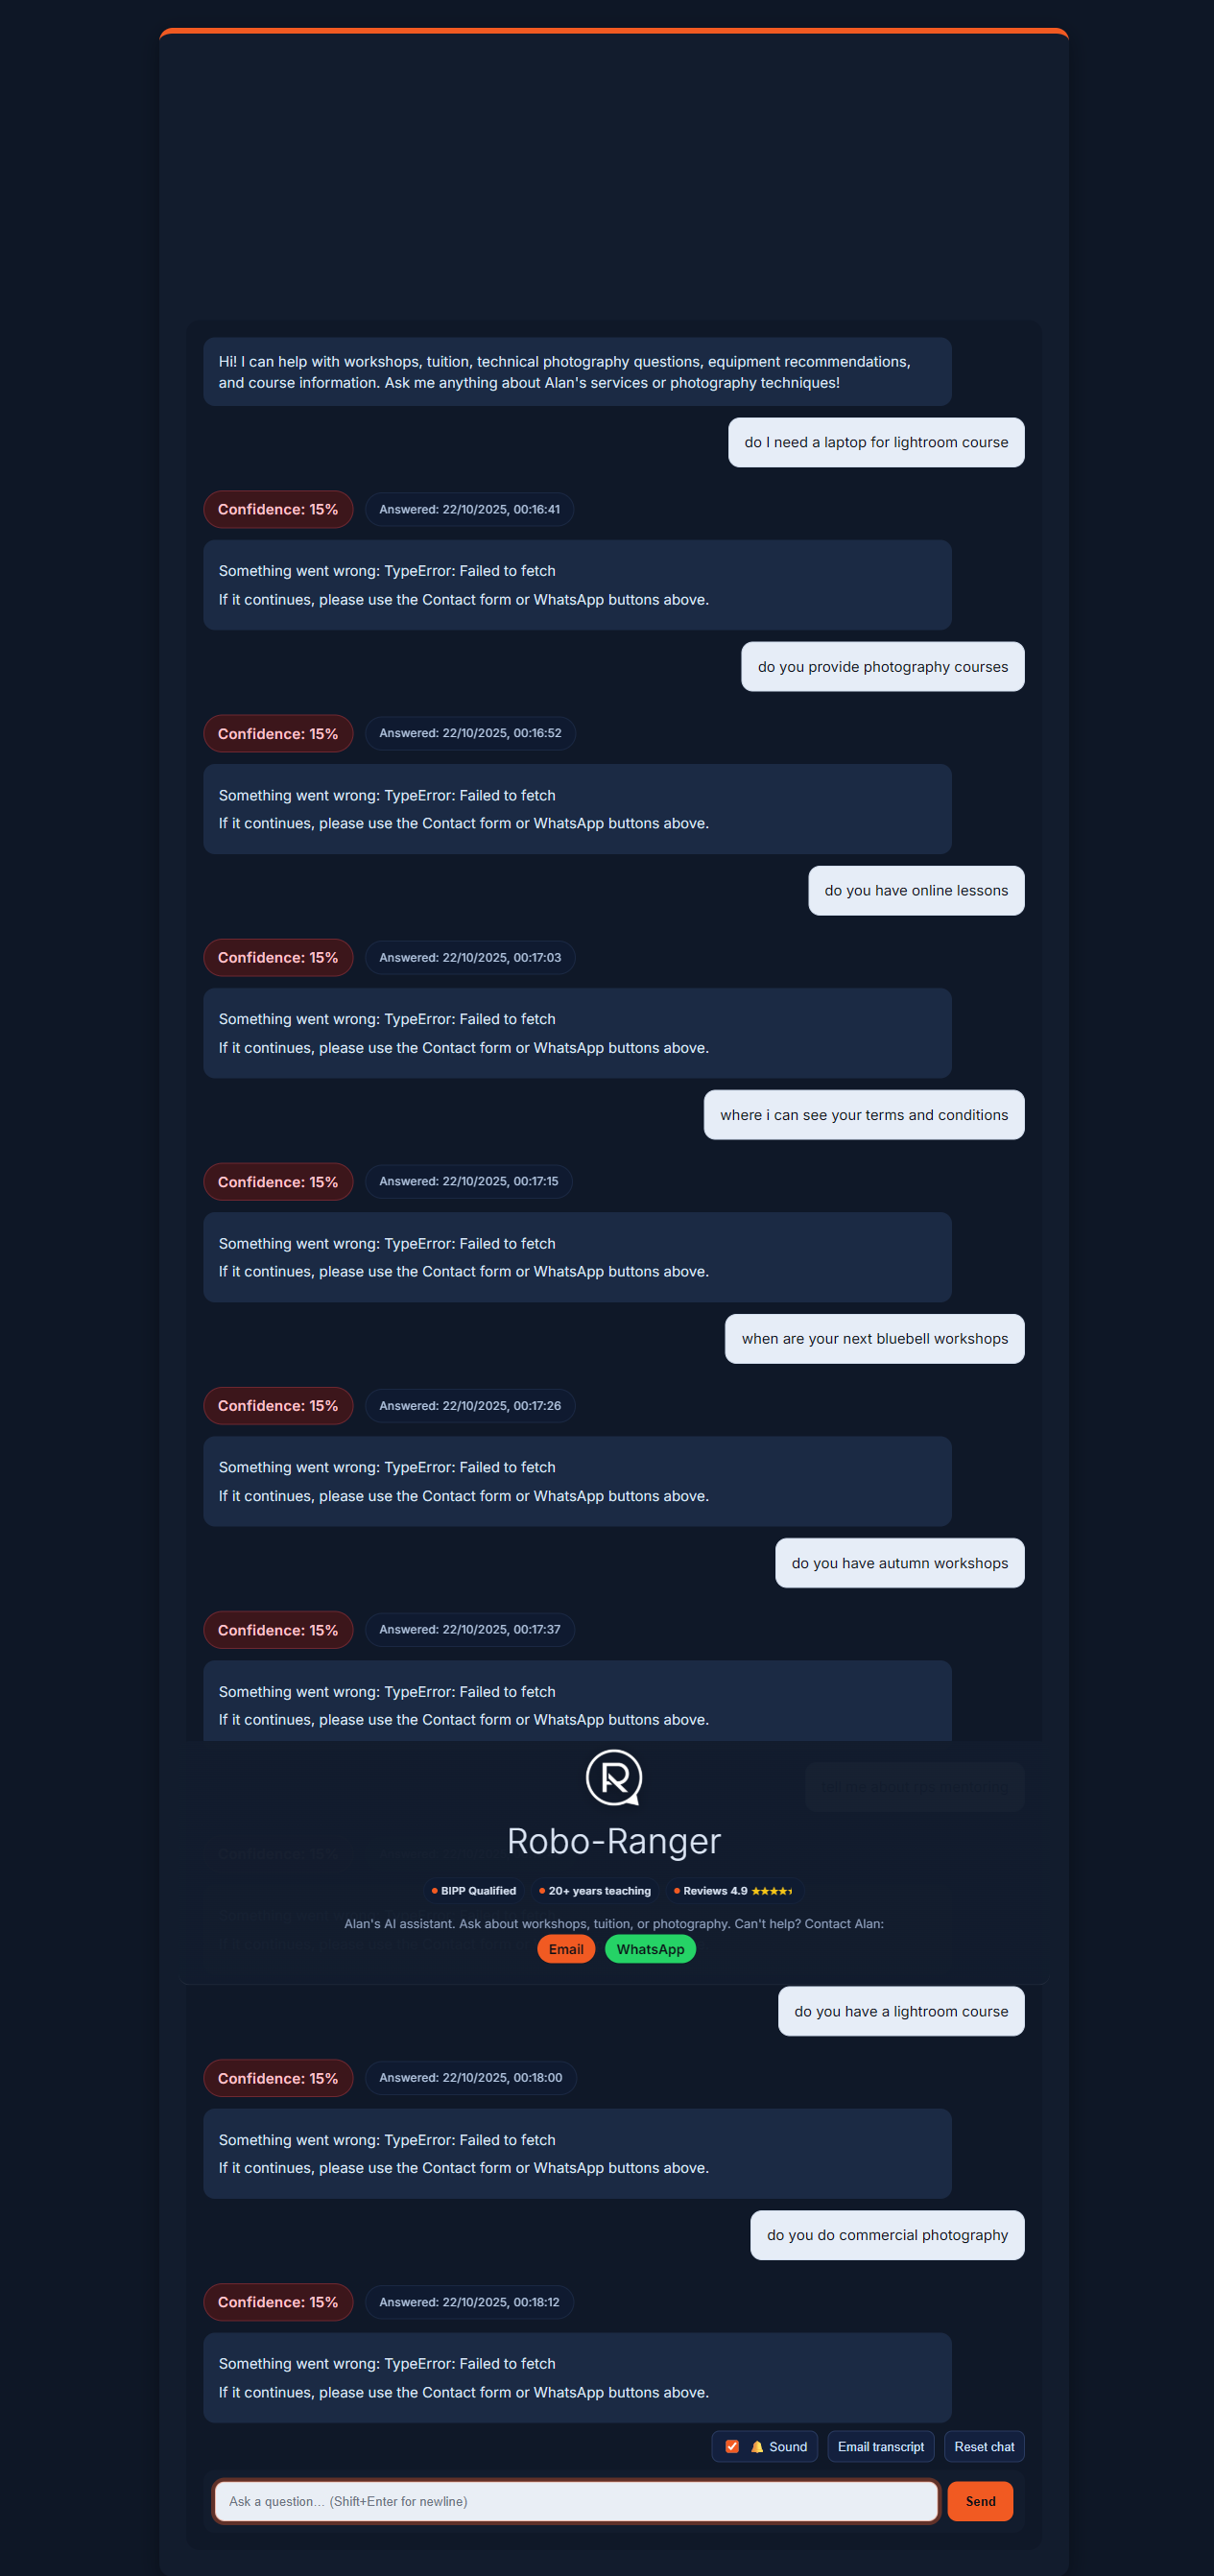 Hi! I can help with workshops, tuition, technical photography questions, equipment recommendations,
and course information. Ask me anything about Alan's services or photography techniques!
do I need a laptop for lightroom course
Confidence: 15%
Answered: 22/10/2025, 00:16:41
Something went wrong: TypeError: Failed to fetch
If it continues, please use the Contact form or WhatsApp buttons above.
do you provide photography courses
Confidence: 15%
Answered: 22/10/2025, 00:16:52
Something went wrong: TypeError: Failed to fetch
If it continues, please use the Contact form or WhatsApp buttons above.
do you have online lessons
Confidence: 15%
Answered: 22/10/2025, 00:17:03
Something went wrong: TypeError: Failed to fetch
If it continues, please use the Contact form or WhatsApp buttons above.
where i can see your terms and conditions
Confidence: 15%
Answered: 22/10/2025, 00:17:15
Something went wrong: TypeError: Failed to fetch
If it continues, please use the Contact form or WhatsApp buttons above.
when are your next bluebell workshops
Confidence: 15%
Answered: 22/10/2025, 00:17:26
Something went wrong: TypeError: Failed to fetch
If it continues, please use the Contact form or WhatsApp buttons above.
do you have autumn workshops
Confidence: 15%
Answered: 22/10/2025, 00:17:37
Something went wrong: TypeError: Failed to fetch
If it continues, please use the Contact form or WhatsApp buttons above.
R
Robo-Ranger
BIPP Qualified
20+ years teaching
Reviews 4.9 ★★★★
Alan's AI assistant. Ask about workshops, tuition, or photography. Can't help? Contact Alan:
Email
WhatsApp
do you have a lightroom course
Confidence: 15%
Answered: 22/10/2025, 00:18:00
Something went wrong: TypeError: Failed to fetch
If it continues, please use the Contact form or WhatsApp buttons above.
do you do commercial photography
Confidence: 15%
Answered: 22/10/2025, 00:18:12
Something went wrong: TypeError: Failed to fetch
If it continues, please use the Contact form or WhatsApp buttons above.
🔔 Sound
Email transcript
Reset chat
Ask a question... (Shift+Enter for newline)
Send